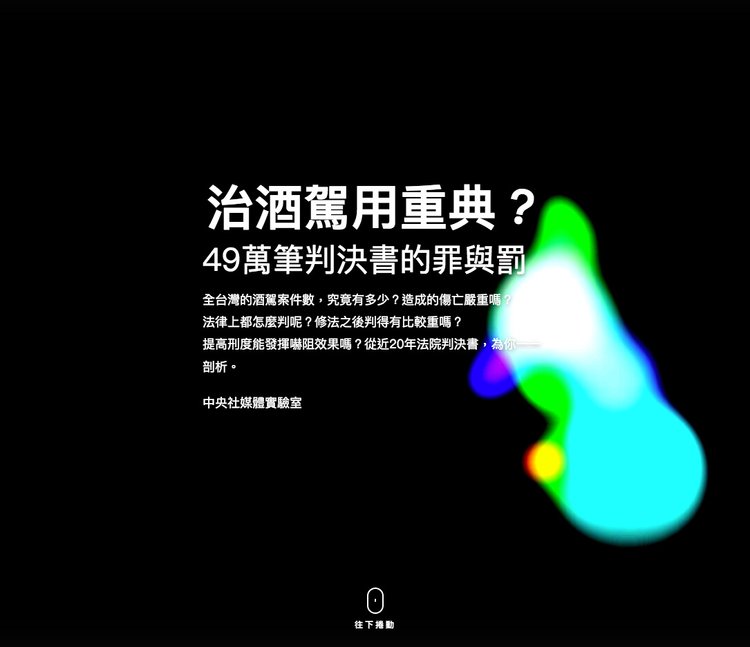 治酒駕用重典？
49萬筆判決書的罪與罰
全台灣的酒駕案件數，究竟有多少？造成的傷亡嚴重嗎？
法律上都怎麼判呢？修法之後判得有比較重嗎？
提高刑度能發揮嚇阻效果嗎？從近20年法院判決書，為你一一
剖析。
中央社媒體實驗室
往下捲動